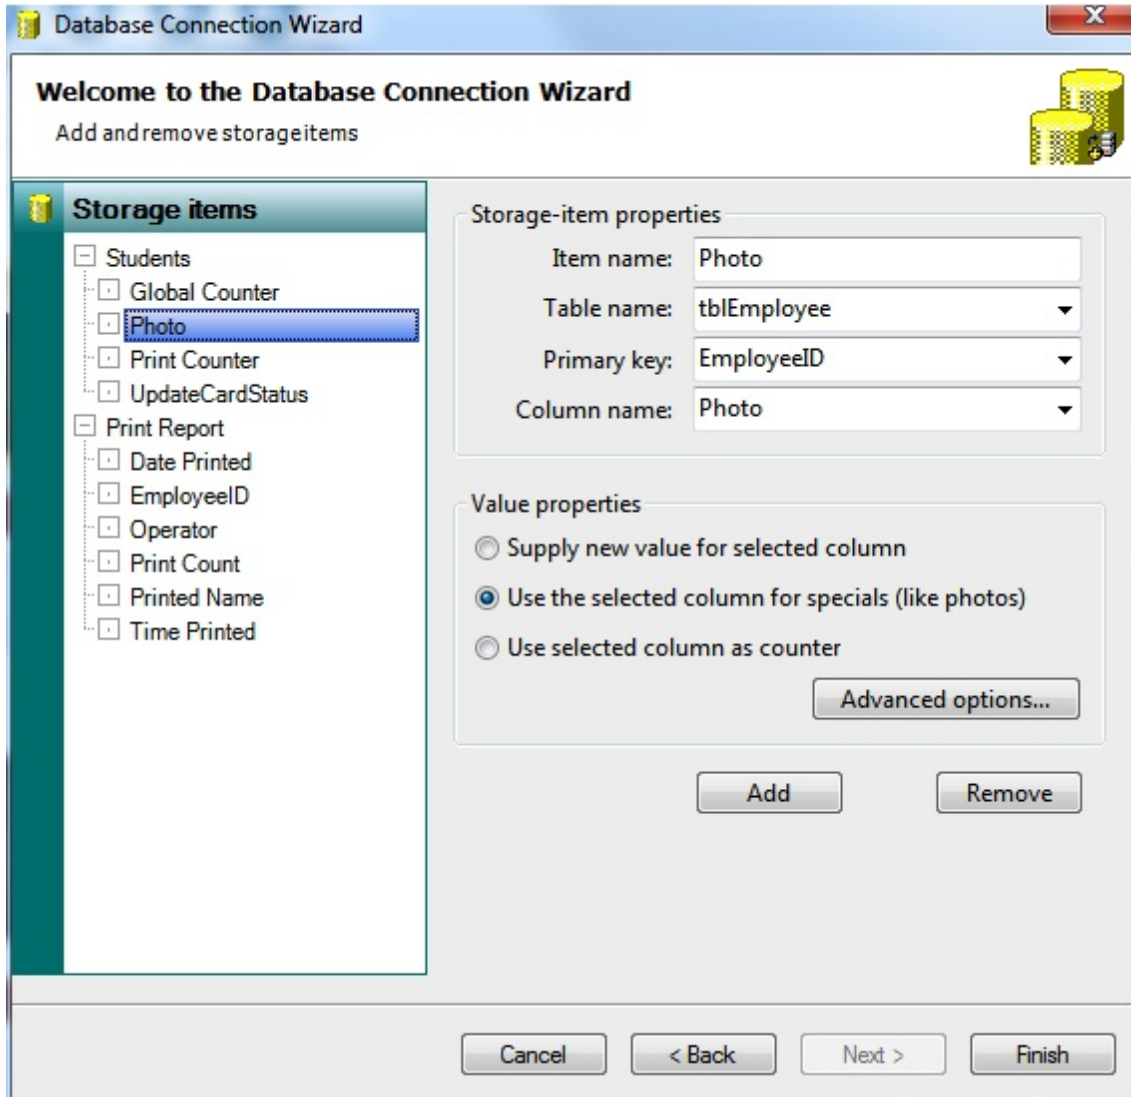 Database Connection Wizard
X
Welcome to the Database Connection Wizard
Add and remove storage items
Storage items
Students
Global Counter
Photo
Print Counter
UpdateCardStatus
Print Report
Date Printed
EmployeeID
Operator
Print Count
Printed Name
Time Printed
Storage-item properties
Item name: Photo
Table name: tblEmployee
Primary key: EmployeeID
Column name: Photo
Value properties
Supply new value for selected column
Use the selected column for specials (like photos)
Use selected column as counter
Advanced options...
Add Remove
Cancel < Back Next > Finish